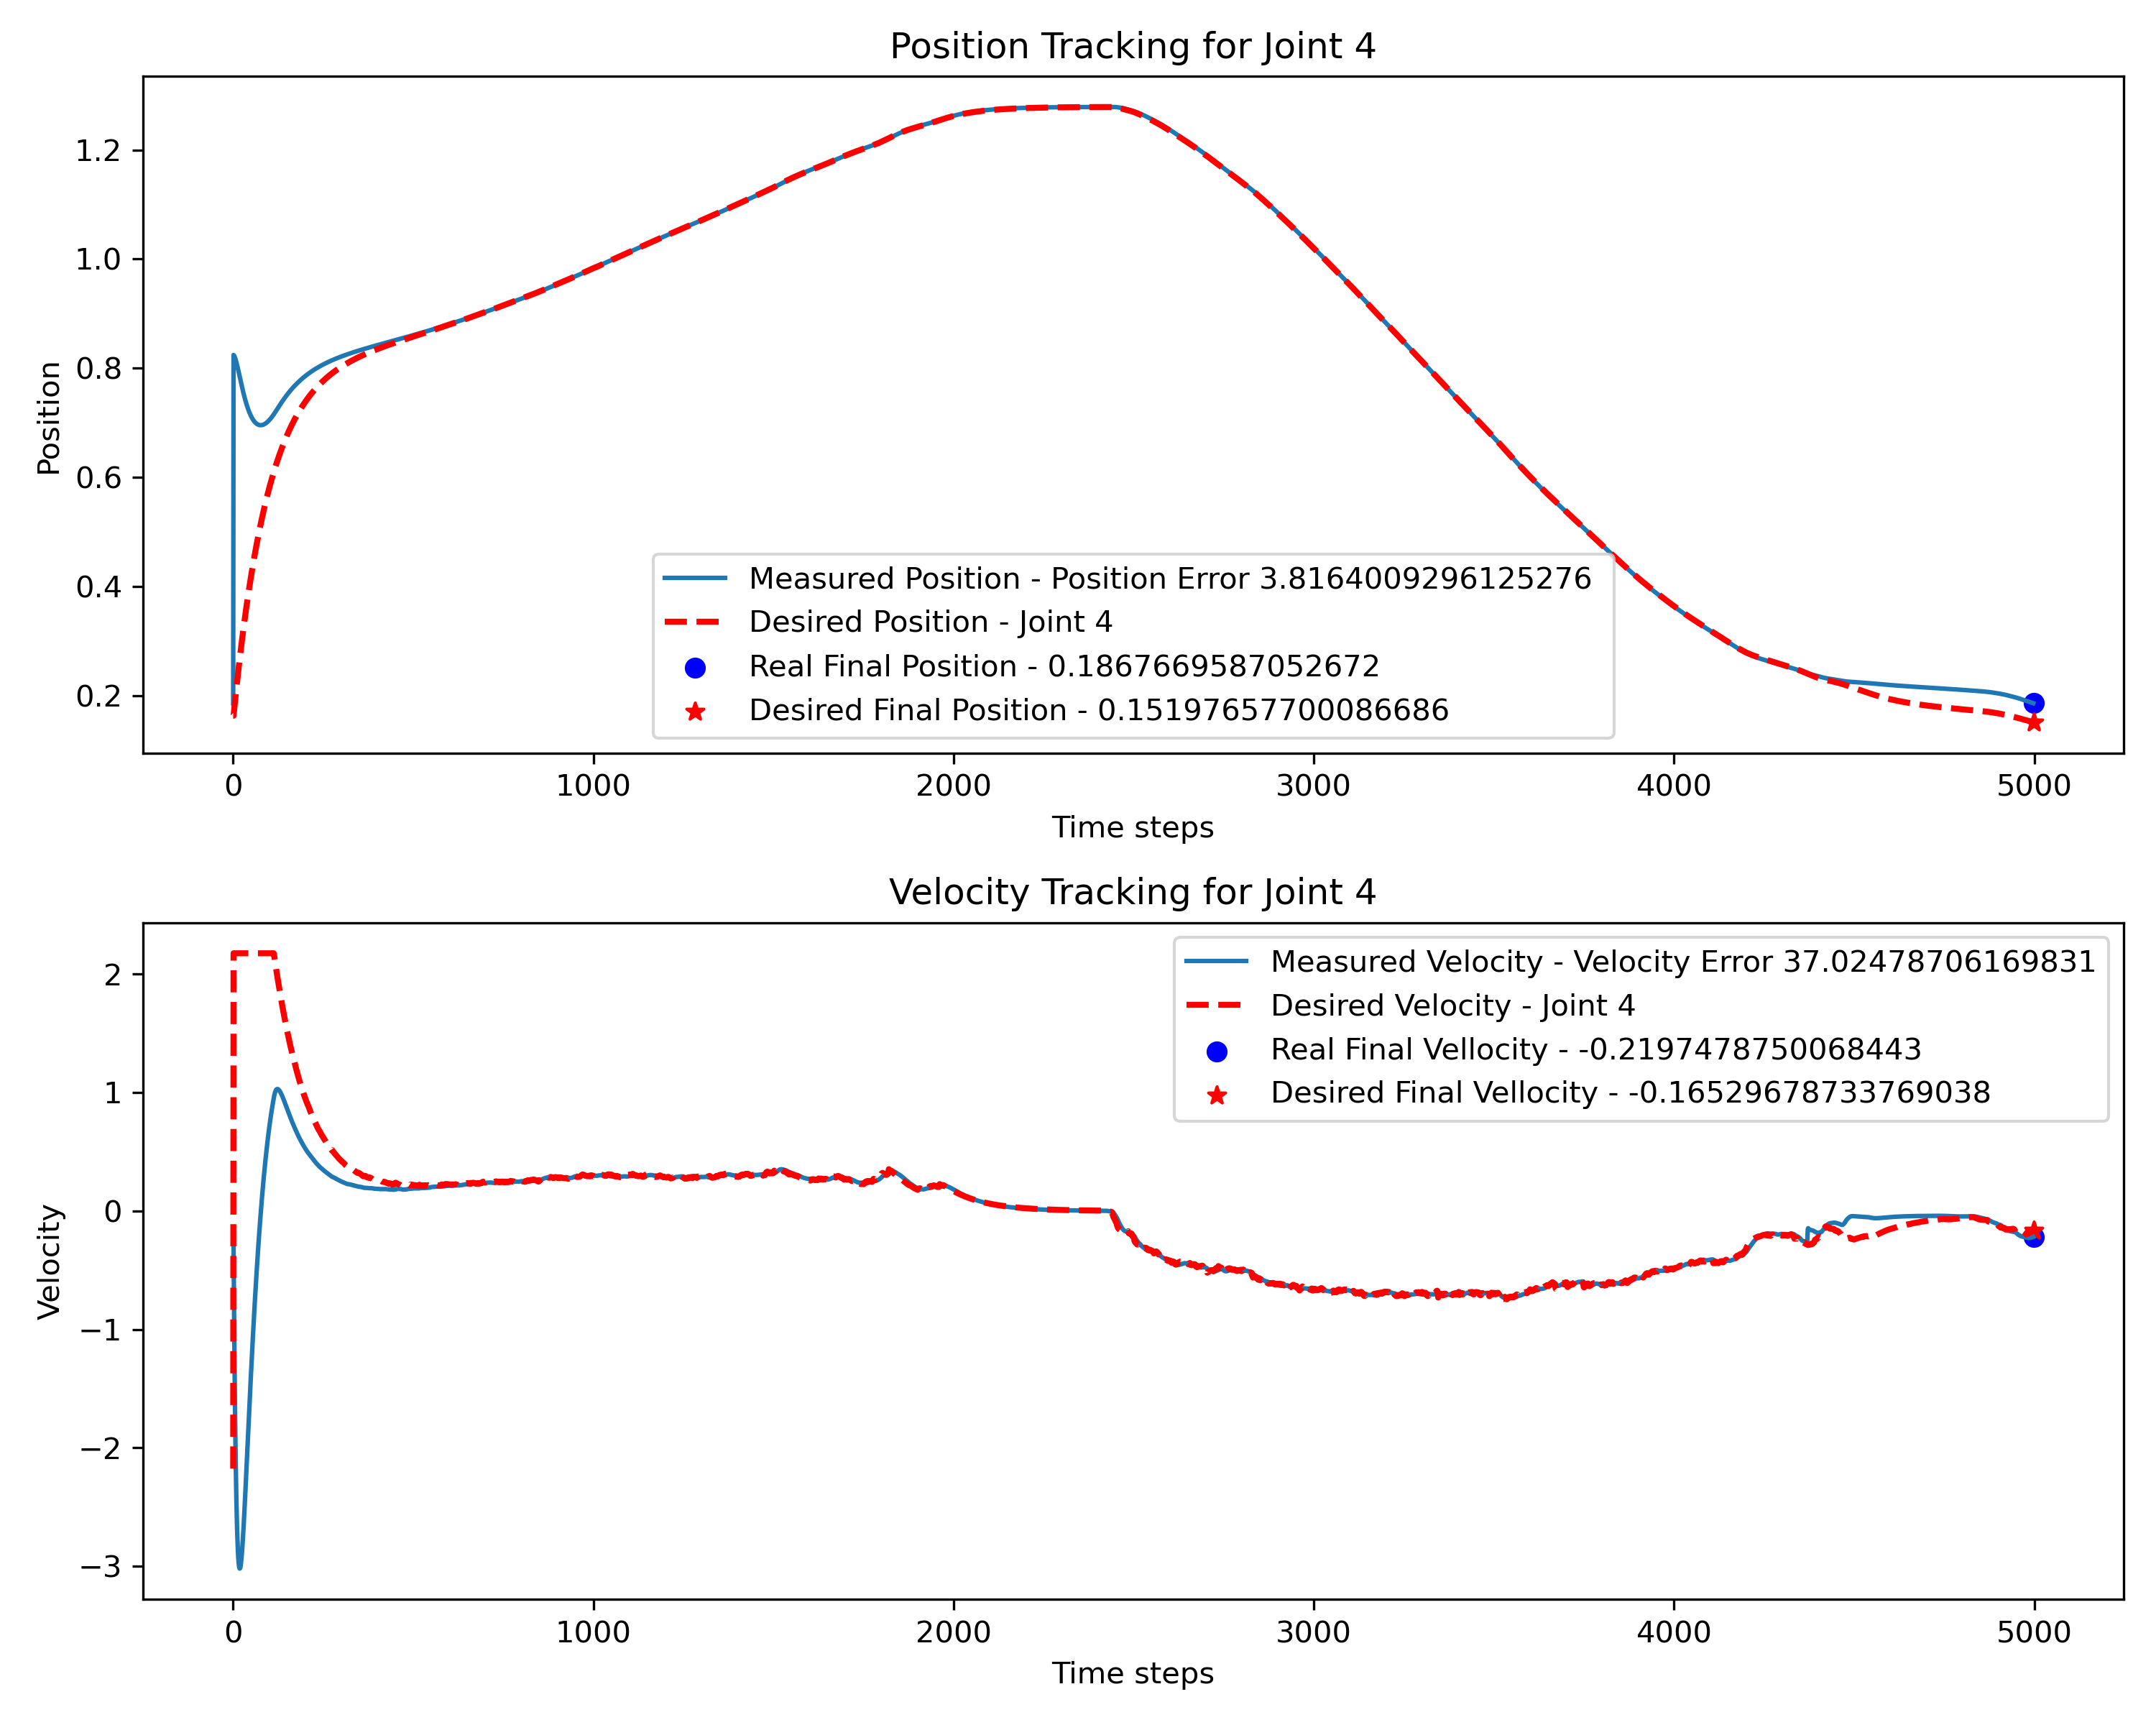 Position Tracking for Joint 4
Position
1.2
1.0
0.8
0.6
0.4
0.2
Measured Position - Position Error 3.8164009296125276
Desired Position - Joint 4
Real Final Position - 0.1867669587052672
Desired Final Position - 0.15197657700086686
0 1000 2000 3000 4000 5000
Time steps
Velocity Tracking for Joint 4
Velocity
2
1
0
−1
−2
−3
Measured Velocity - Velocity Error 37.02478706169831
Desired Velocity - Joint 4
Real Final Vellocity - -0.2197478750068443
Desired Final Vellocity - -0.16529678733769038
0 1000 2000 3000 4000 5000
Time steps